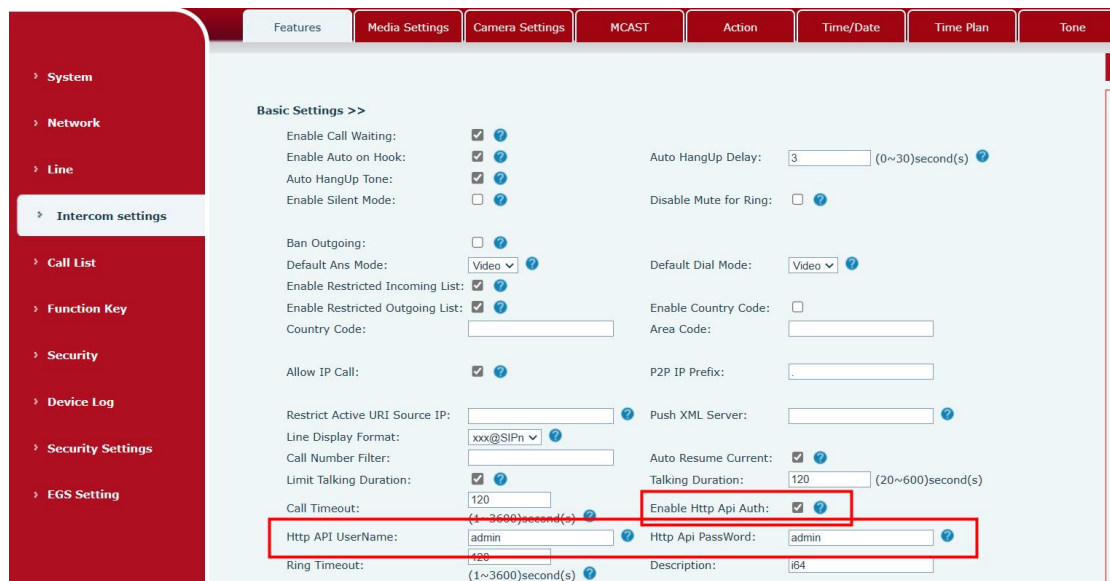 Features Media Settings Camera Settings MCAST Action Time/Date Time Plan Tone
System
Network
Line
Intercom settings
Call List
Function Key
Security
Device Log
Security Settings
EGS Setting
Basic Settings >>
Enable Call Waiting:
Enable Auto on Hook: Auto HangUp Delay: 3 (0~30)second(s)
Auto HangUp Tone:
Enable Silent Mode: Disable Mute for Ring:
Ban Outgoing:
Default Ans Mode: Video Default Dial Mode: Video
Enable Restricted Incoming List:
Enable Restricted Outgoing List: Enable Country Code:
Country Code: Area Code:
Allow IP Call: P2P IP Prefix: .
Restrict Active URI Source IP: Push XML Server:
Line Display Format: xxx@SIPn
Call Number Filter: Auto Resume Current:
Limit Talking Duration: Talking Duration: 120 (20~600)second(s)
Call Timeout: 120 (1~3600)second(s) Enable Http Api Auth:
Http API UserName: admin Http Api PassWord: admin
Ring Timeout: 120 (1~3600)second(s) Description: i64